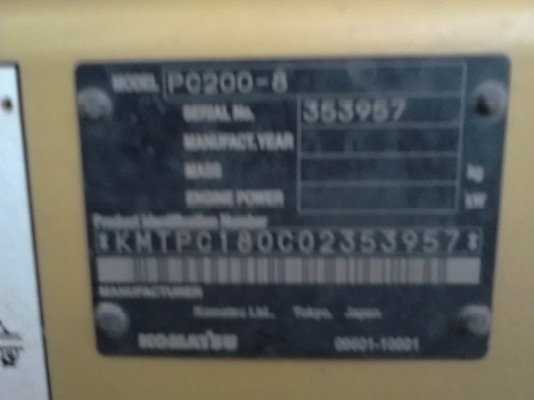 MODEL PC200-8
SERIAL No. 353957
MANUFACT. YEAR
MASS kg
ENGINE POWER kW
Product Identification Number
*KMTPC180C02353957*
MANUFACTURER
Komatsu Ltd., Tokyo, Japan
KOMATSU 09601-10001